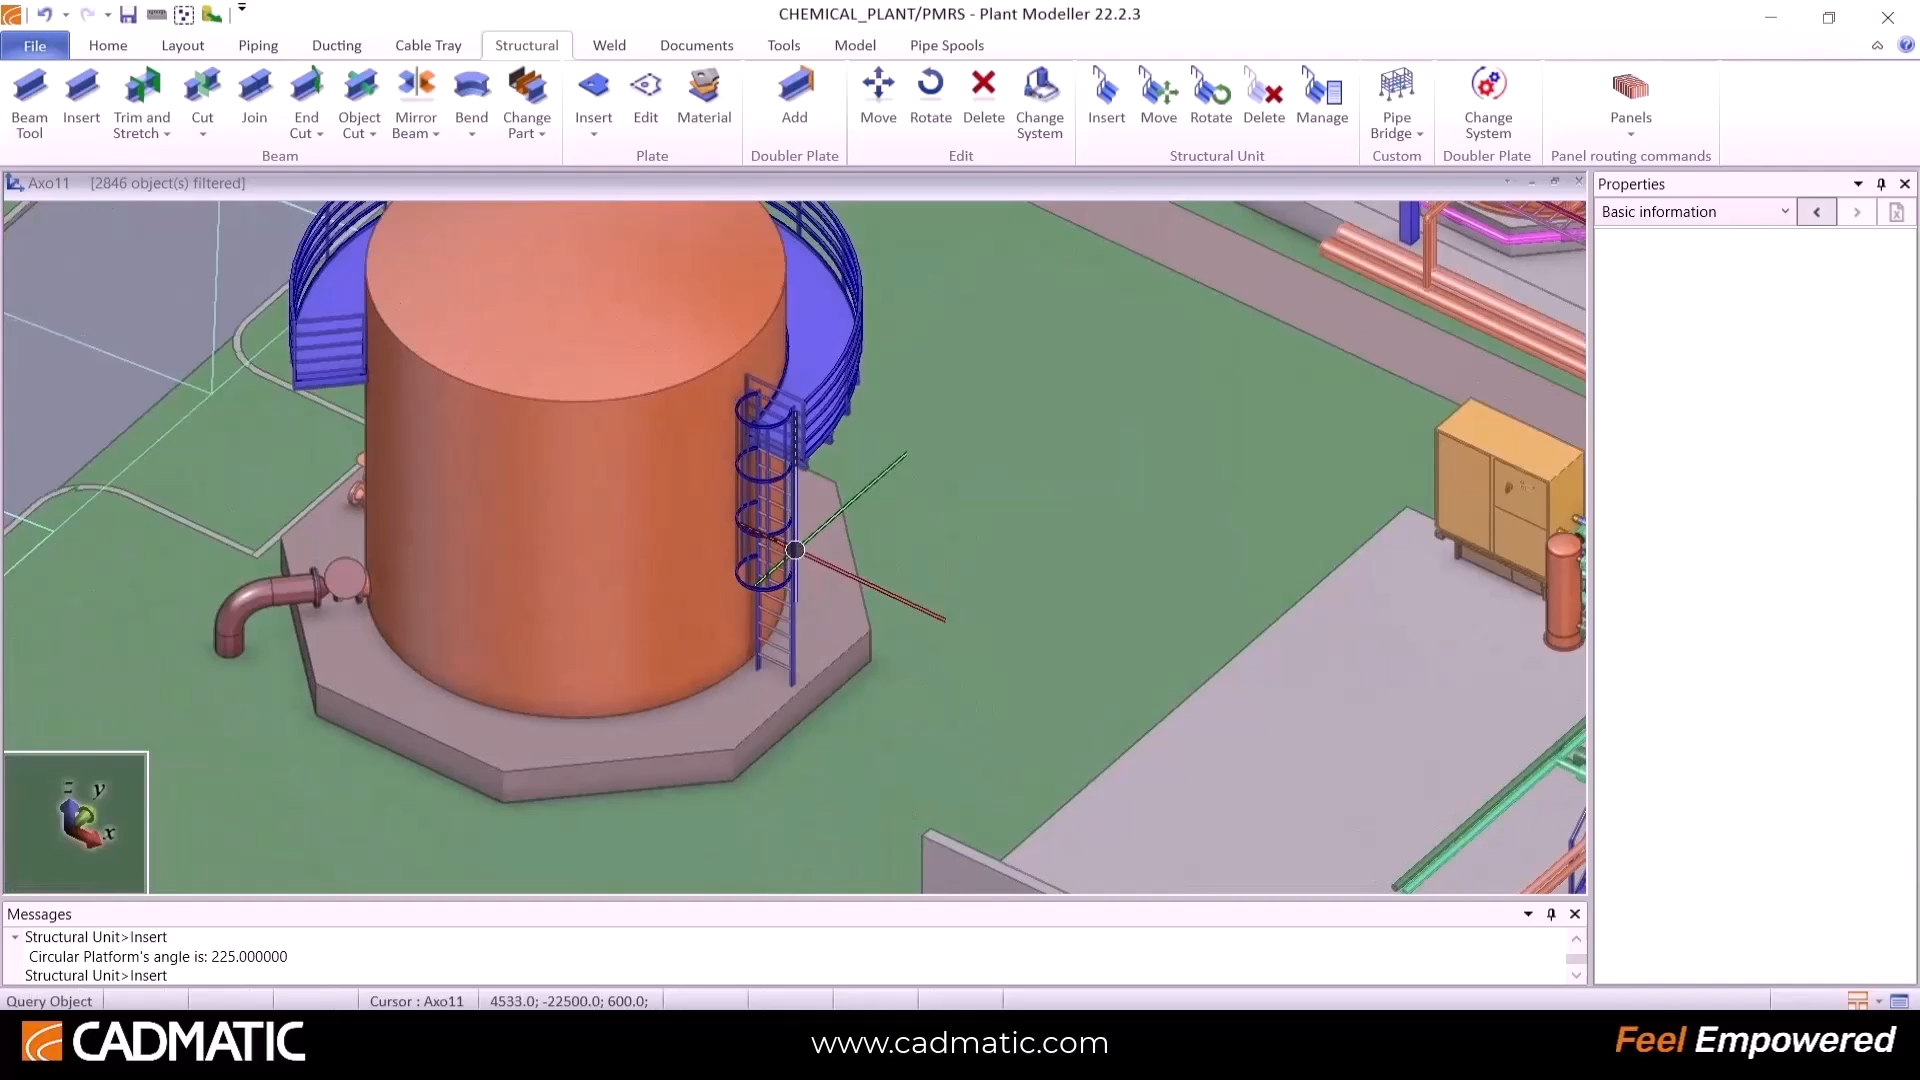 CHEMICAL_PLANT/PMRS - Plant Modeller 22.2.3
File Home Layout Piping Ducting Cable Tray Structural Weld Documents Tools Model Pipe Spools
Beam Tool Insert Trim and Stretch Cut Join End Cut Object Cut Mirror Beam Bend Change Part Insert Edit Material Add Move Rotate Delete Change System Insert Move Rotate Delete Manage Pipe Bridge Change System Panels
Beam Plate Doubler Plate Edit Structural Unit Custom Doubler Plate Panel routing commands
Axo11 [2846 object(s) filtered]
Properties
Basic information
z y
x
Messages
Structural Unit>Insert
Circular Platform's angle is: 225.000000
Structural Unit>Insert
Query Object Cursor : Axo11 4533.0; -22500.0; 600.0;
CADMATIC www.cadmatic.com Feel Empowered